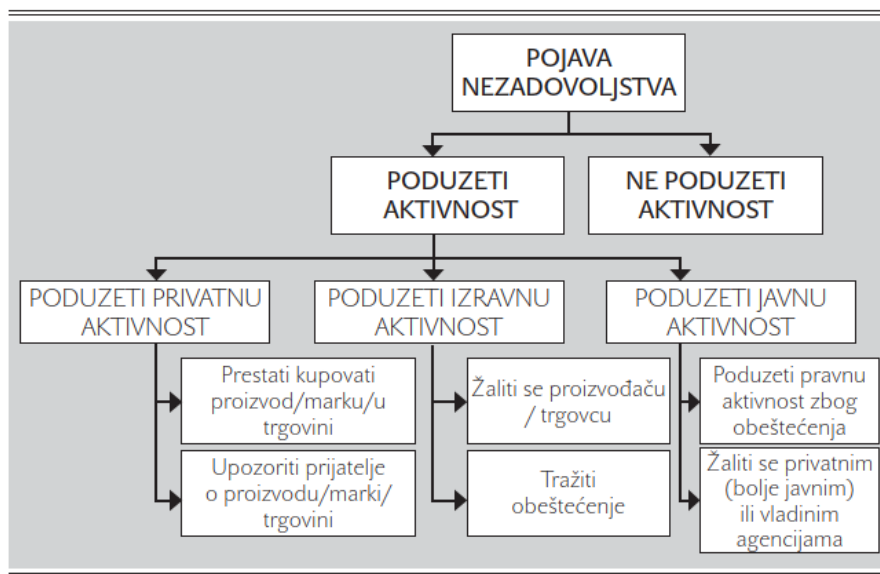 POJAVA
NEZADOVOLJSTVA
PODUZETI
AKTIVNOST
NE PODUZETI
AKTIVNOST
PODUZETI PRIVATNU
AKTIVNOST
PODUZETI IZRAVNU
AKTIVNOST
PODUZETI JAVNU
AKTIVNOST
Prestati kupovati
proizvod/marku/u
trgovini
Žaliti se proizvođaču
/ trgovcu
Poduzeti pravnu
aktivnost zbog
obeštećenja
Upozoriti prijatelje
o proizvodu/marki/
trgovini
Tražiti
obeštećenje
Žaliti se privatnim
(bolje javnim)
ili vladinim
agencijama